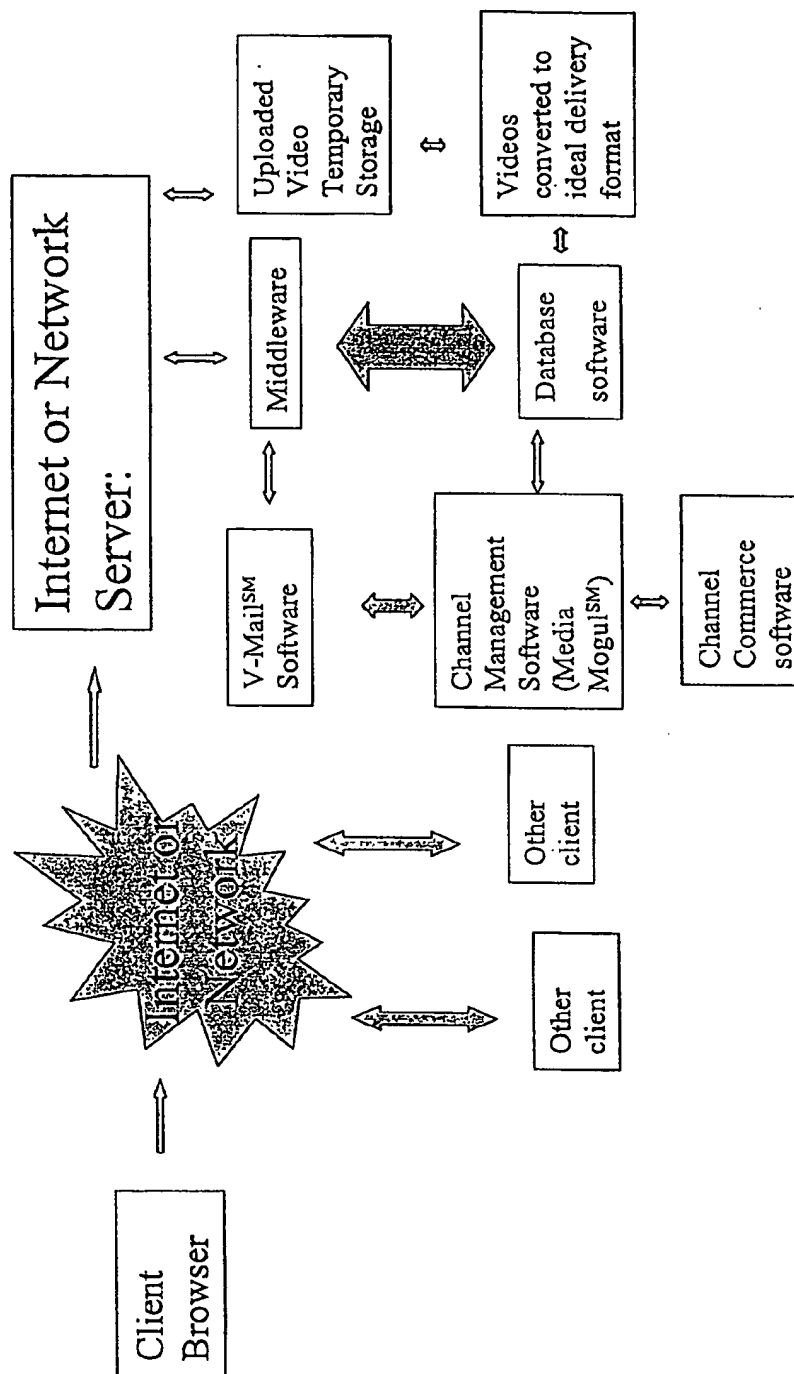 Client
Browser
Internet or
Network
Internet or Network
Server:
V-Mail℠
Software
Middleware
Uploaded
Video
Temporary
Storage
Other
client
Other
client
Channel
Management
Software
(Media
Mogul℠)
Database
software
Videos
converted to
ideal delivery
format
Channel
Commerce
software